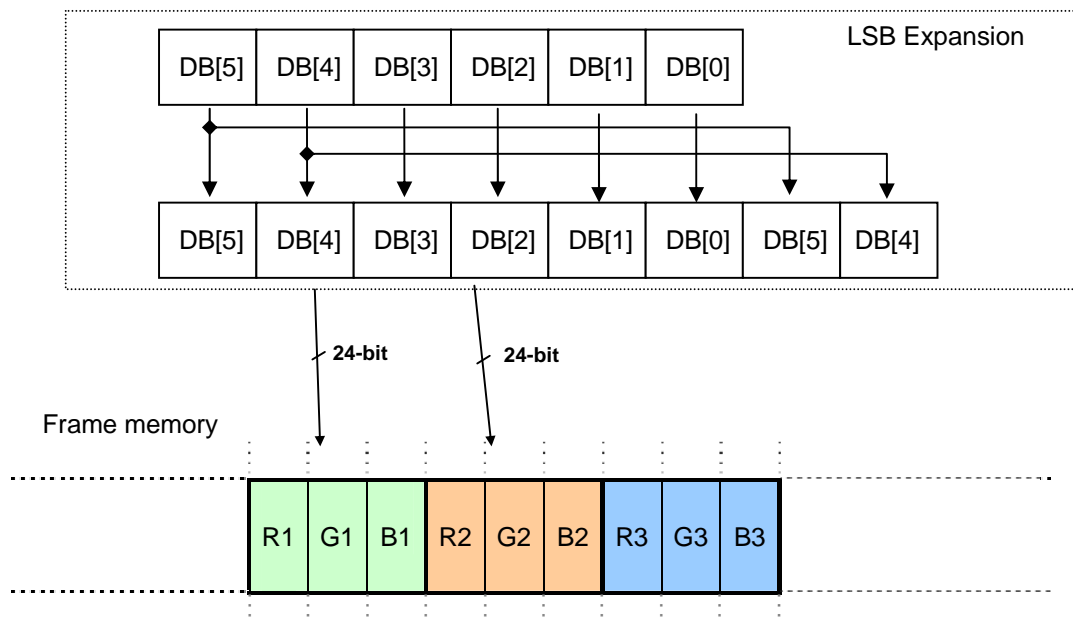 LSB Expansion
DB[5] DB[4] DB[3] DB[2] DB[1] DB[0]
DB[5] DB[4] DB[3] DB[2] DB[1] DB[0] DB[5] DB[4]
24-bit 24-bit
Frame memory
R1 G1 B1 R2 G2 B2 R3 G3 B3